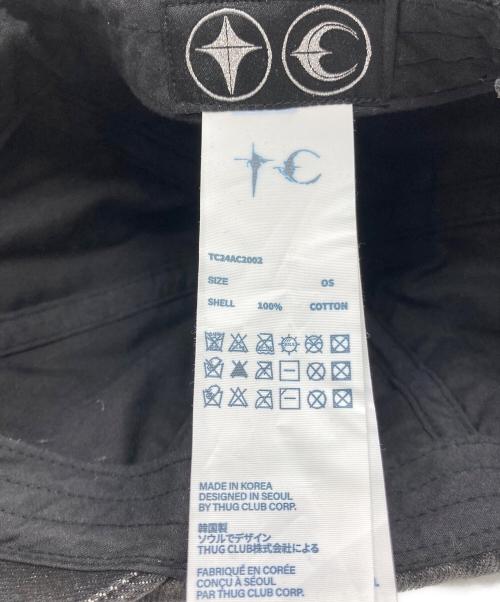 TC
TC24AC2002
SIZE OS
SHELL 100% COTTON
MADE IN KOREA
DESIGNED IN SEOUL
BY THUG CLUB CORP.
韓国製
ソウルでデザイン
THUG CLUB株式会社による
FABRIQUÉ EN CORÉE
CONÇU À SÉOUL
PAR THUG CLUB CORP.